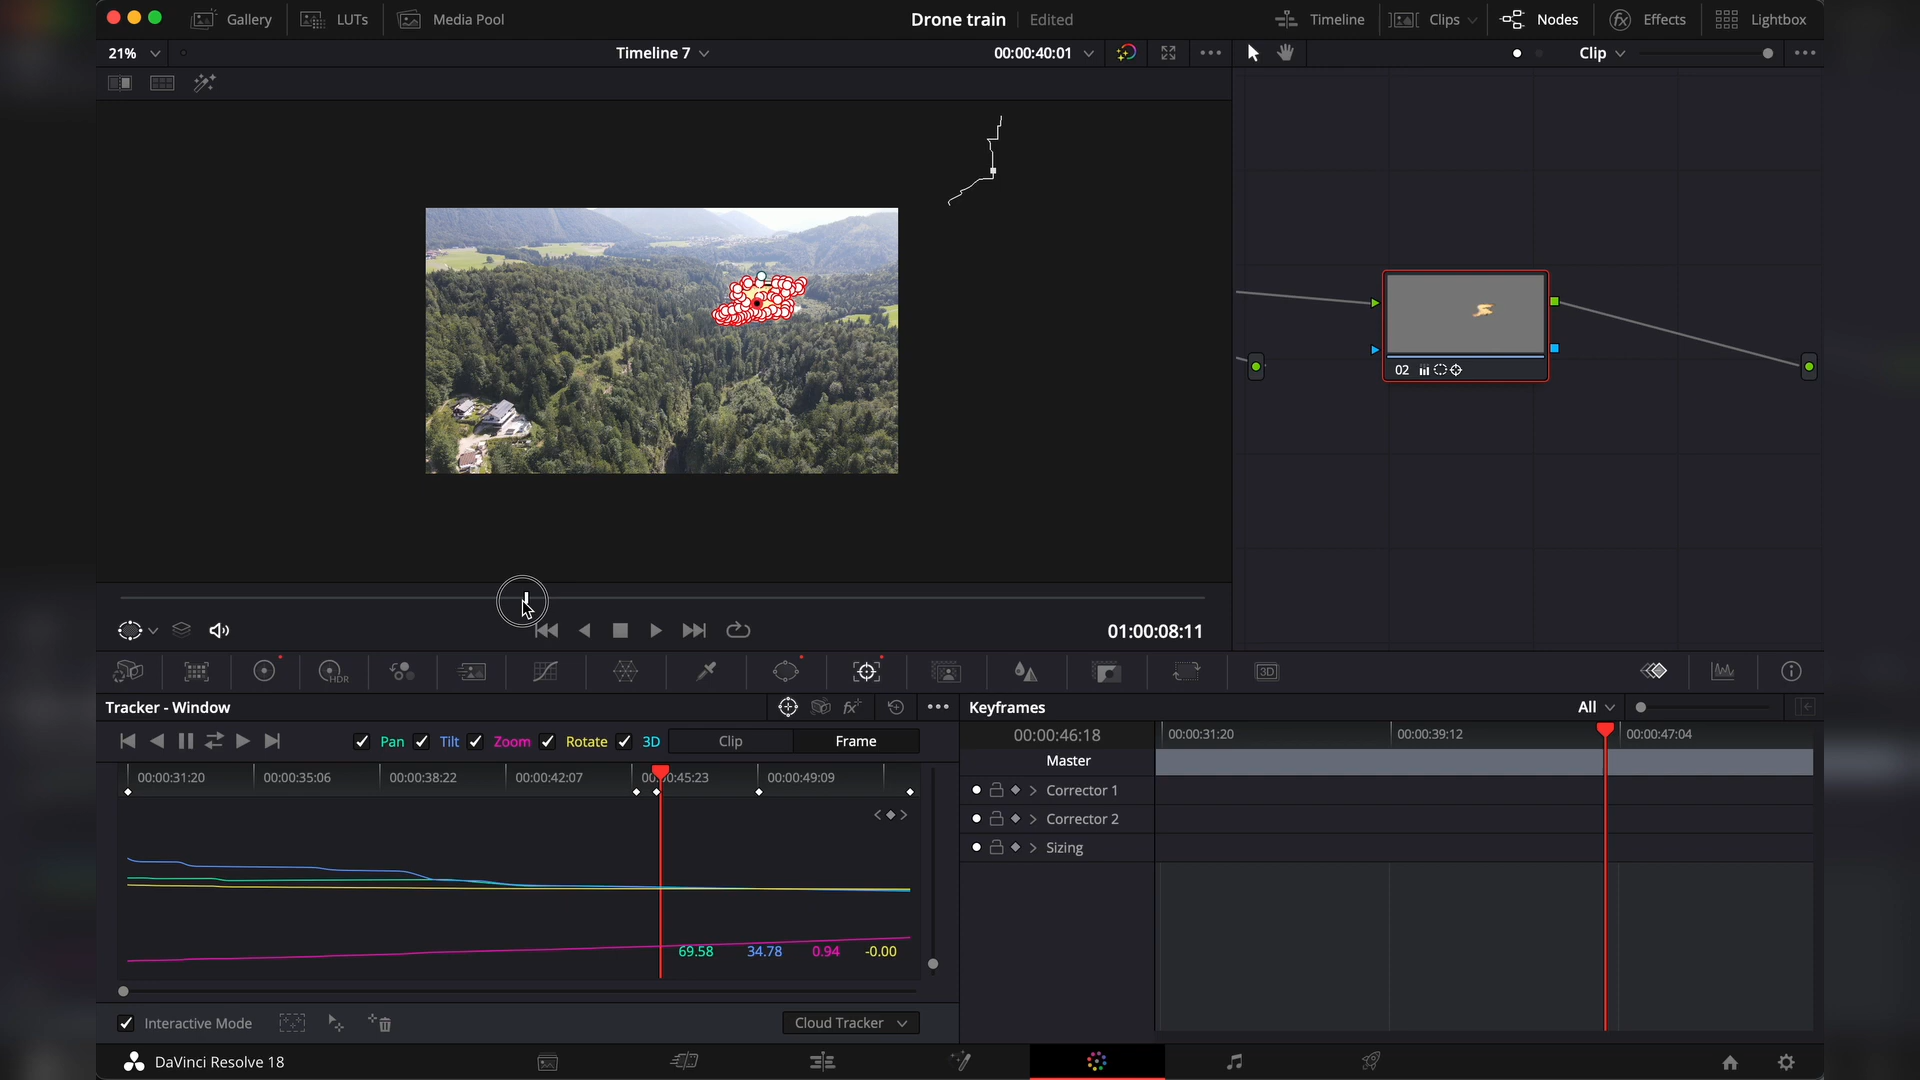 Gallery LUTs Media Pool Drone train Edited Timeline Clips Nodes Effects Lightbox
21% Timeline 7 00:00:40:01 Clip
02
01:00:08:11
HDR 3D
Tracker - Window Keyframes All
Pan Tilt Zoom Rotate 3D Clip Frame 00:00:46:18 00:00:31:20 00:00:39:12 00:00:47:04
Master
00:00:31:20 00:00:35:06 00:00:38:22 00:00:42:07 00:00:45:23 00:00:49:09
Corrector 1
Corrector 2
Sizing
69.58 34.78 0.94 -0.00
Interactive Mode Cloud Tracker
DaVinci Resolve 18